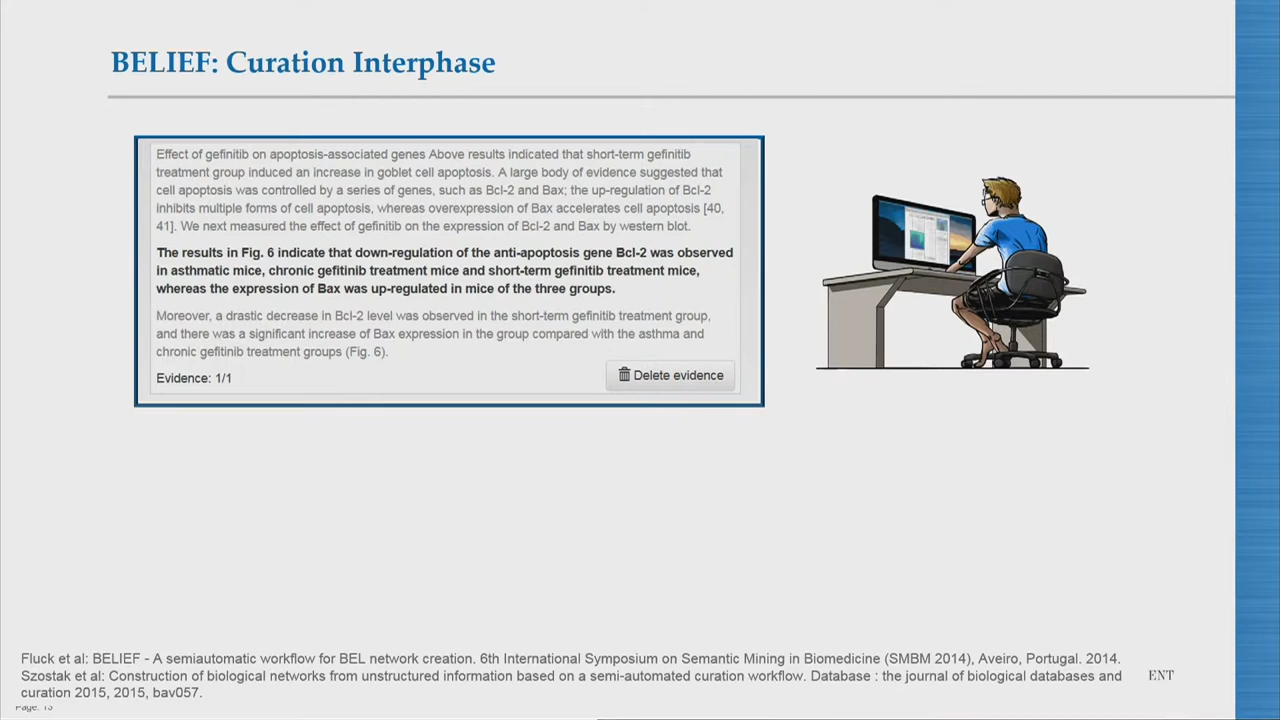 BELIEF: Curation Interphase
Effect of gefinitib on apoptosis-associated genes Above results indicated that short-term gefinitib
treatment group induced an increase in goblet cell apoptosis. A large body of evidence suggested that
cell apoptosis was controlled by a series of genes, such as Bcl-2 and Bax; the up-regulation of Bcl-2
inhibits multiple forms of cell apoptosis, whereas overexpression of Bax accelerates cell apoptosis [40,
41]. We next measured the effect of gefinitib on the expression of Bcl-2 and Bax by western blot.
The results in Fig. 6 indicate that down-regulation of the anti-apoptosis gene Bcl-2 was observed
in asthmatic mice, chronic gefitinib treatment mice and short-term gefinitib treatment mice,
whereas the expression of Bax was up-regulated in mice of the three groups.
Moreover, a drastic decrease in Bcl-2 level was observed in the short-term gefinitib treatment group,
and there was a significant increase of Bax expression in the group compared with the asthma and
chronic gefitinib treatment groups (Fig. 6).
Evidence: 1/1
Delete evidence
Fluck et al: BELIEF - A semiautomatic workflow for BEL network creation. 6th International Symposium on Semantic Mining in Biomedicine (SMBM 2014), Aveiro, Portugal. 2014.
Szostak et al: Construction of biological networks from unstructured information based on a semi-automated curation workflow. Database : the journal of biological databases and
curation 2015, 2015, bav057.
ENT
Page: 13